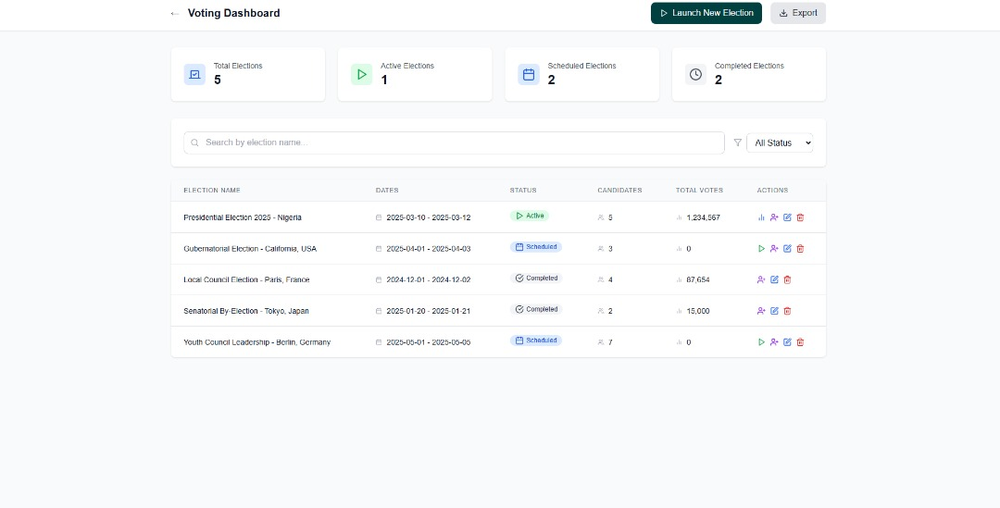 ← Voting Dashboard Launch New Election Export
Total Elections Active Elections Scheduled Elections Completed Elections
5 1 2 2
Search by election name... All Status
ELECTION NAME DATES STATUS CANDIDATES TOTAL VOTES ACTIONS
Presidential Election 2025 - Nigeria 2025-03-10 - 2025-03-12 Active 5 1,234,567
Gubernatorial Election - California, USA 2025-04-01 - 2025-04-03 Scheduled 3 0
Local Council Election - Paris, France 2024-12-01 - 2024-12-02 Completed 4 87,654
Senatorial By-Election - Tokyo, Japan 2025-01-20 - 2025-01-21 Completed 2 15,000
Youth Council Leadership - Berlin, Germany 2025-05-01 - 2025-05-05 Scheduled 7 0